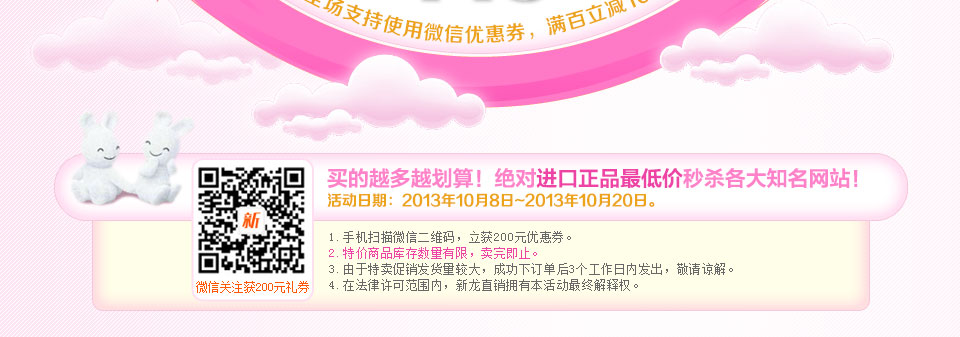 全场支持使用微信优惠券，满百立减10
买的越多越划算！绝对进口正品最低价秒杀各大知名网站！
活动日期：2013年10月8日~2013年10月20日。
新
微信关注获200元礼券
1.手机扫描微信二维码，立获200元优惠券。
2.特价商品库存数量有限，卖完即止。
3.由于特卖促销发货量较大，成功下订单后3个工作日内发出，敬请谅解。
4.在法律许可范围内，新龙直销拥有本活动最终解释权。